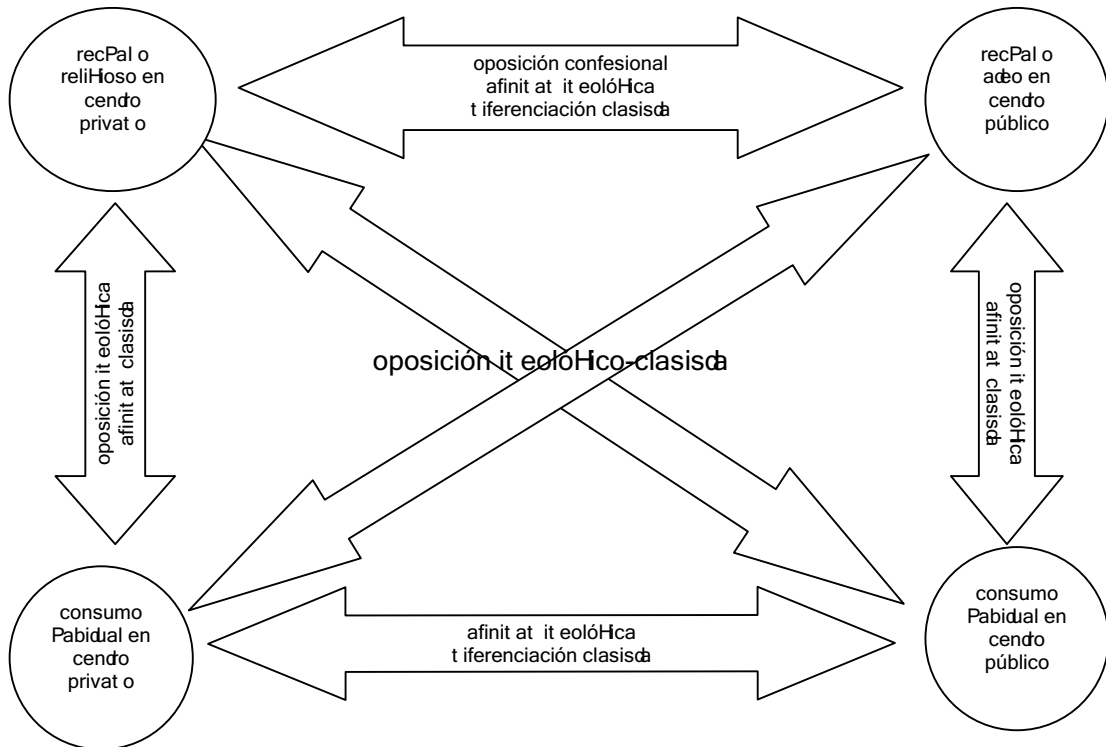 recPal o
reliHioso en
cendro
privat o
oposición confesional
afinit at it eolóHica
t iferenciación clasisda
recPal o
adeo en
cendro
público
oposición it eolóHica
afinit at clasisda
oposición it eolóHico-clasisda
oposición it eolóHica
afinit at clasisda
consumo
Pabidual en
cendro
privat o
afinit at it eolóHica
t iferenciación clasisda
consumo
Pabidual en
cendro
público